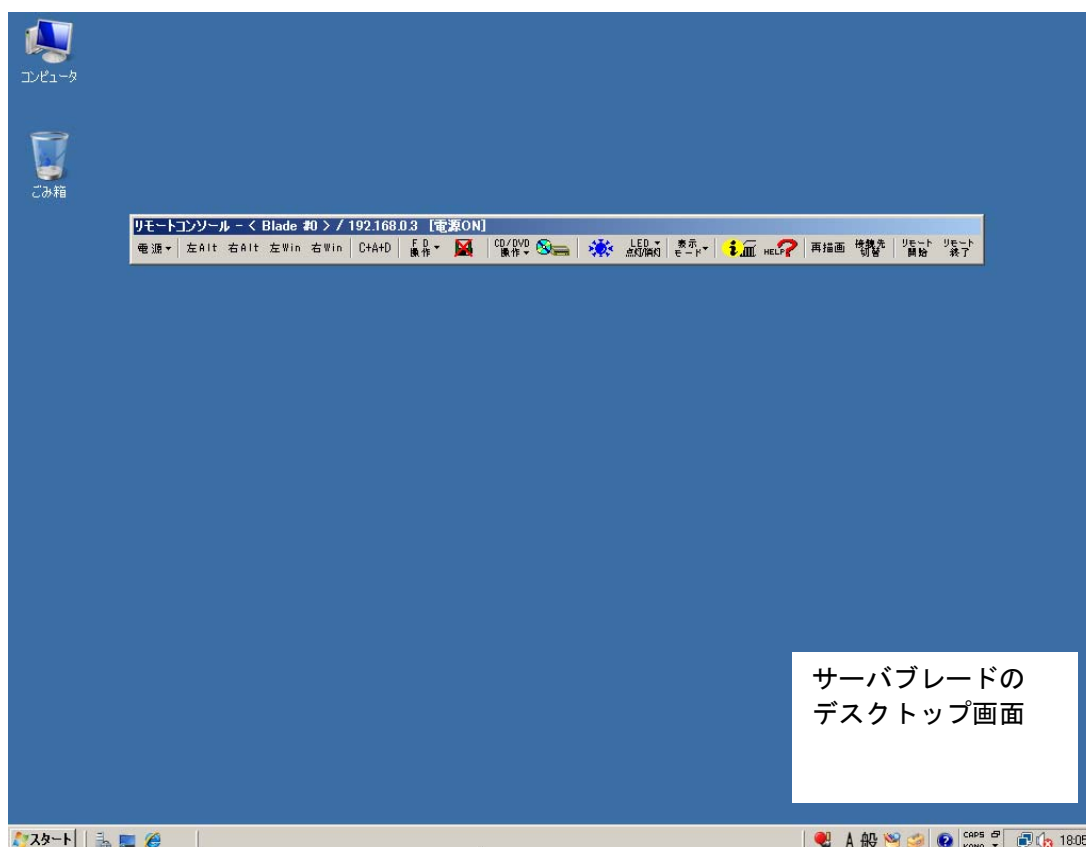 コンピュータ
ごみ箱
リモートコンソール - < Blade #0 > / 192.168.0.3 [電源ON]
電源 左Alt 右Alt 左Win 右Win C+A+D FD操作 CD/DVD操作 LED点灯/消灯 表示モード HELP 再描画 接続先切替 リモート開始 リモート終了
サーバブレードの
デスクトップ画面
スタート A 般 CAPS KANA 18:05